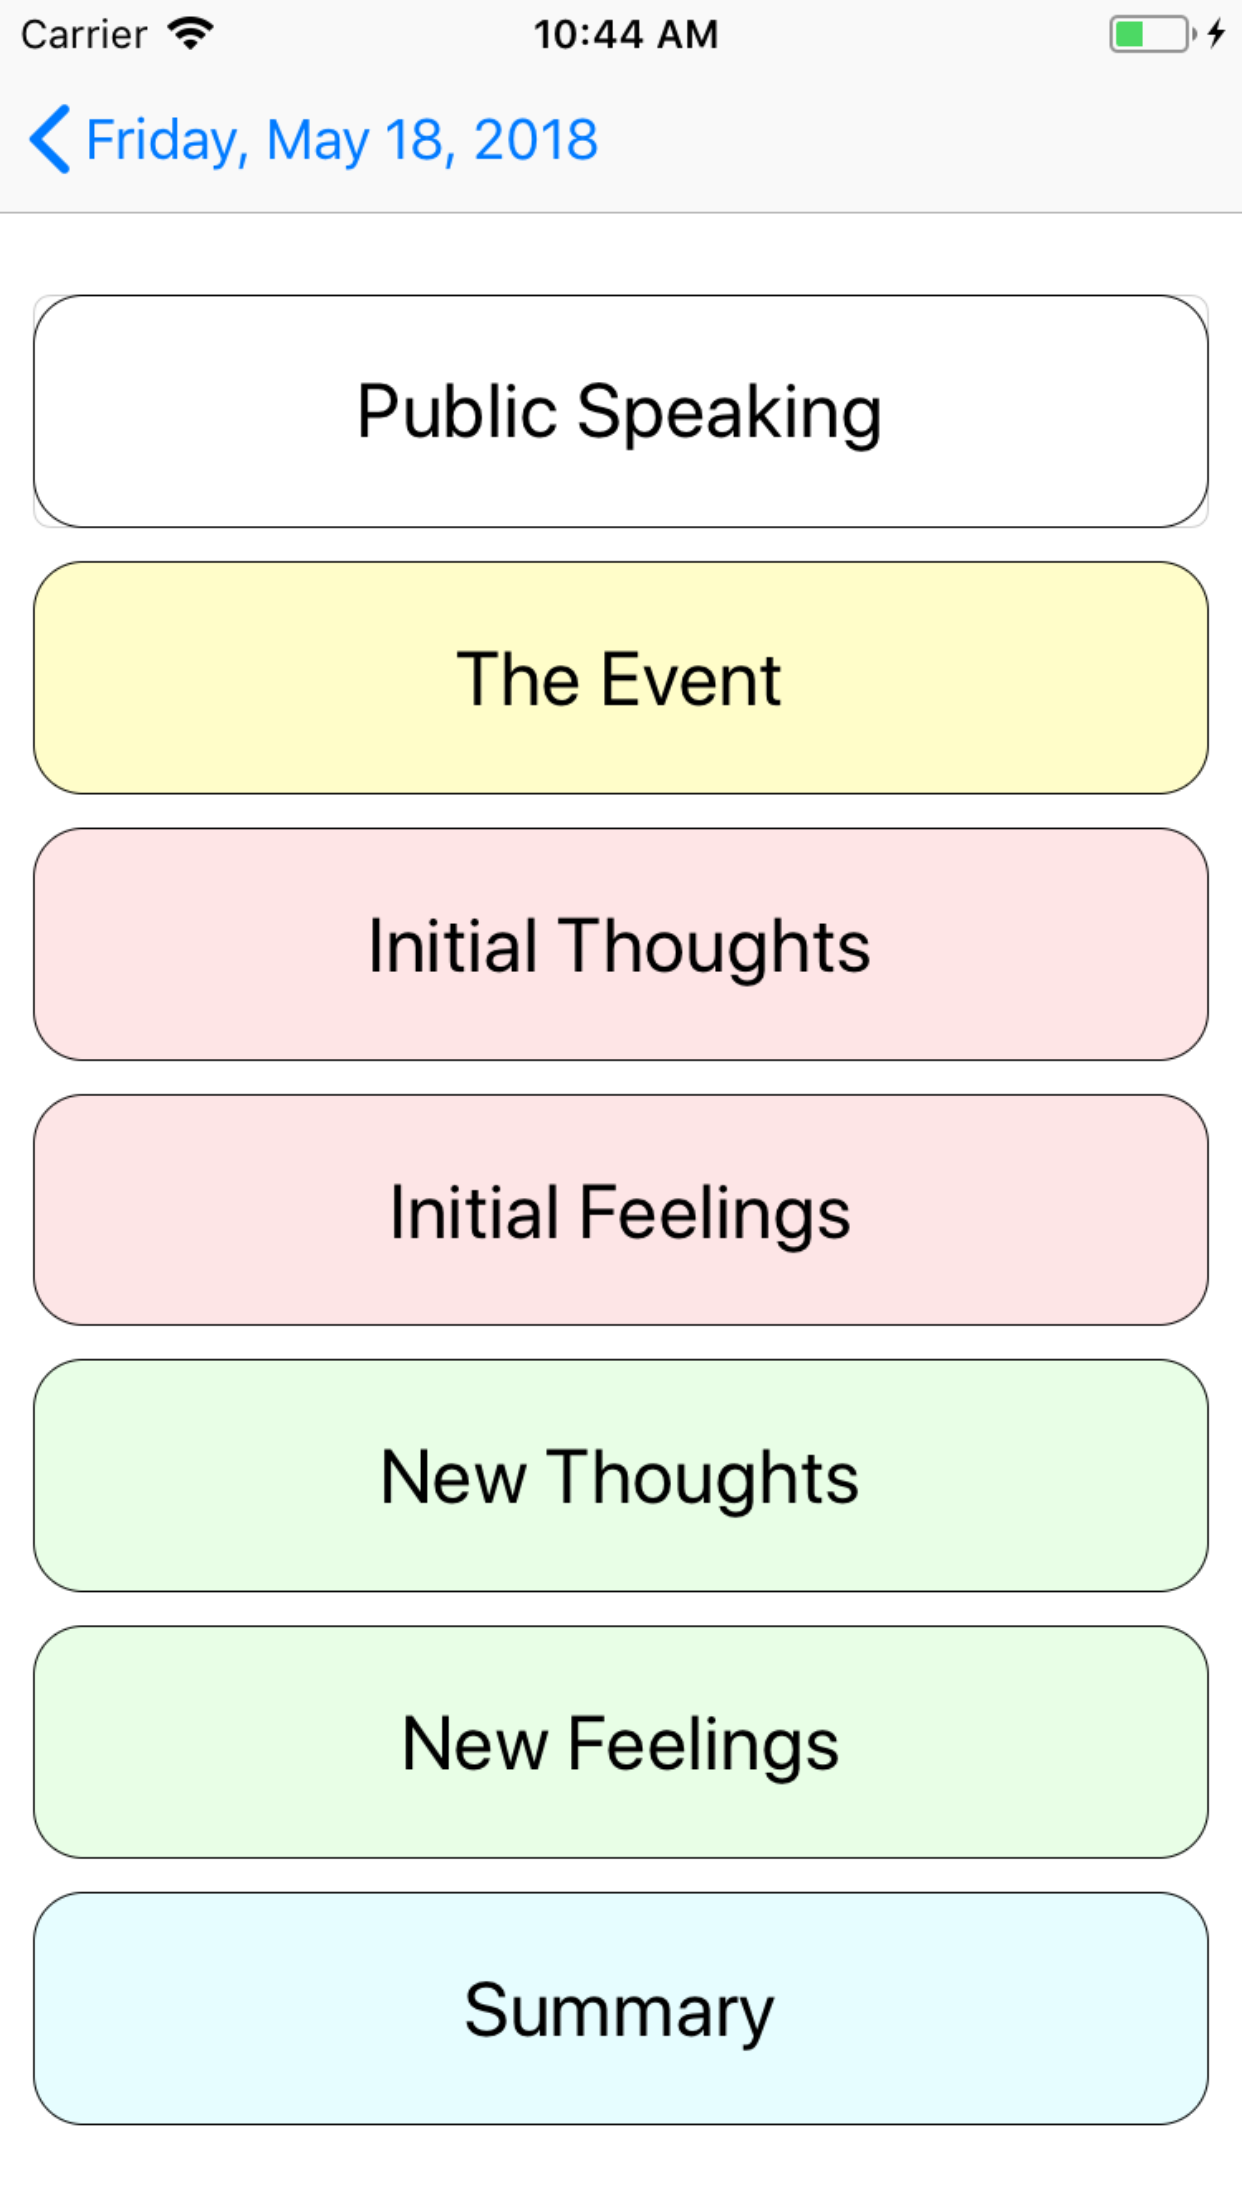 Carrier 10:44 AM
Friday, May 18, 2018
Public Speaking
The Event
Initial Thoughts
Initial Feelings
New Thoughts
New Feelings
Summary